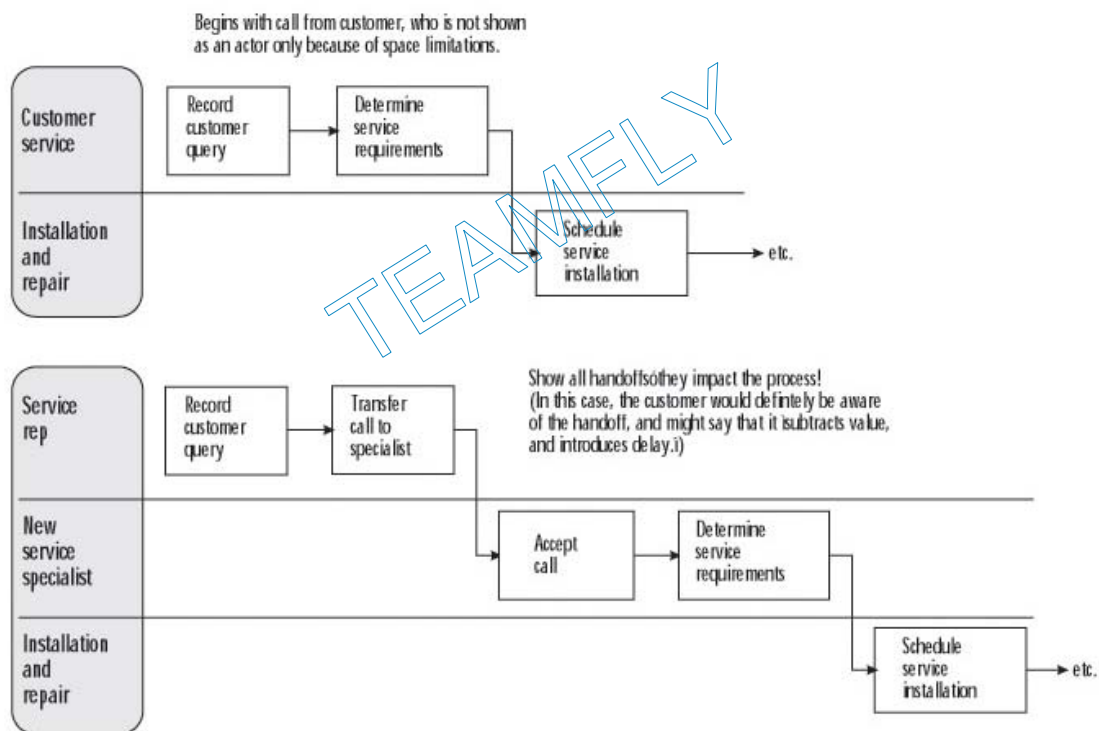 Begins with call from customer, who is not shown
as an actor only because of space limitations.
Customer
service
Record
customer
query
Determine
service
requirements
TEAMFLY
Installation
and
repair
Schedule
service
installation
etc.
Service
rep
Record
customer
query
Transfer
call to
specialist
Show all handoffsóthey impact the process!
(In this case, the customer would defintely be aware
of the handoff, and might say that it ìsubtracts value,
and introduces delay.î)
New
service
specialist
Accept
call
Determine
service
requirements
Installation
and
repair
Schedule
service
installation
etc.